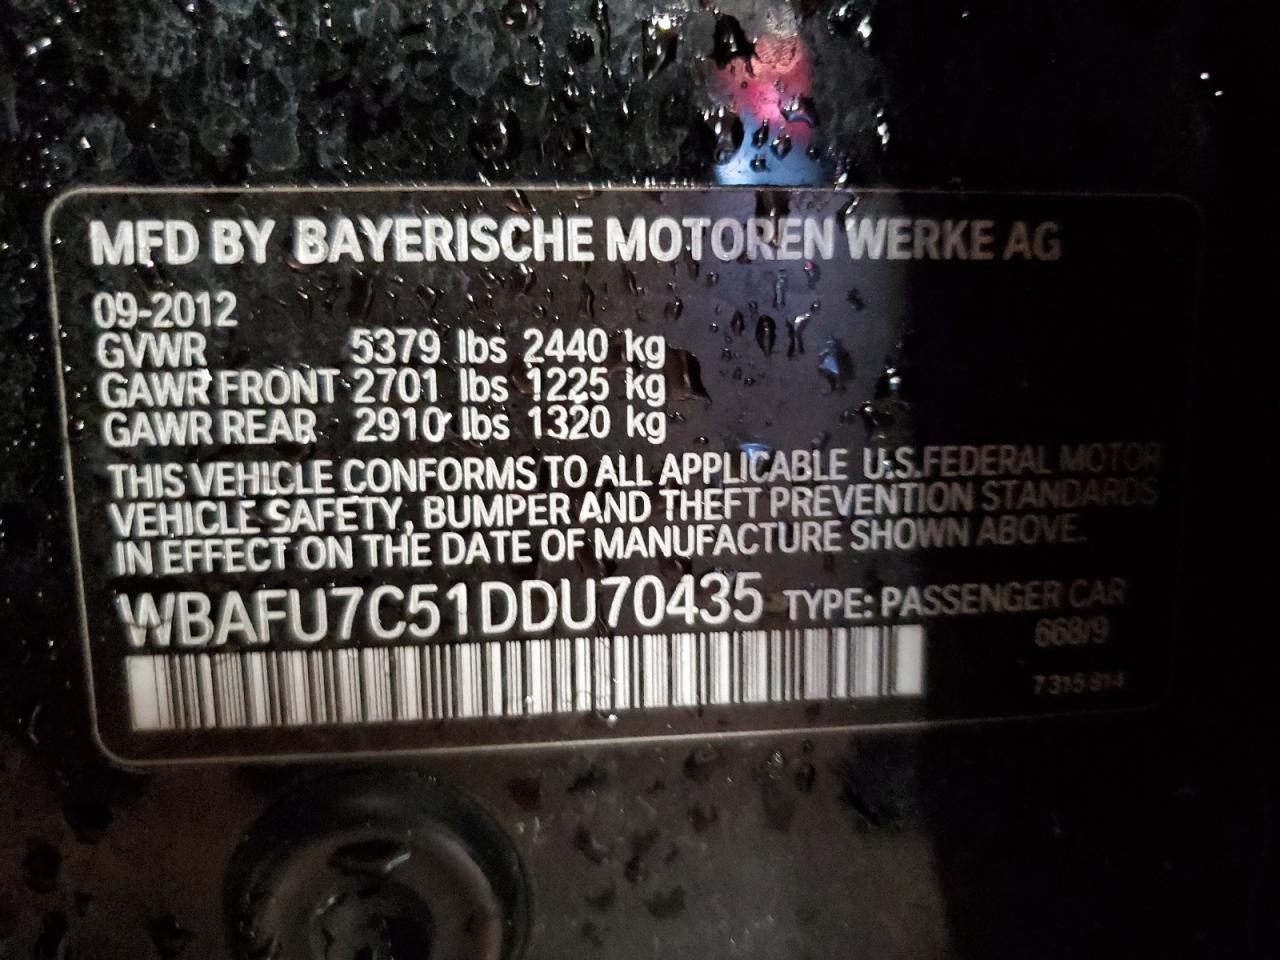 MFD BY BAYERISCHE MOTOREN WERKE AG
09-2012
GVWR 5379 lbs 2440 kg
GAWR FRONT 2701 lbs 1225 kg
GAWR REAR 2910 lbs 1320 kg
THIS VEHICLE CONFORMS TO ALL APPLICABLE U.S. FEDERAL MOTOR
VEHICLE SAFETY, BUMPER AND THEFT PREVENTION STANDARDS
IN EFFECT ON THE DATE OF MANUFACTURE SHOWN ABOVE.
WBAFU7C51DDU70435 TYPE: PASSENGER CAR
668/9
7 315 814